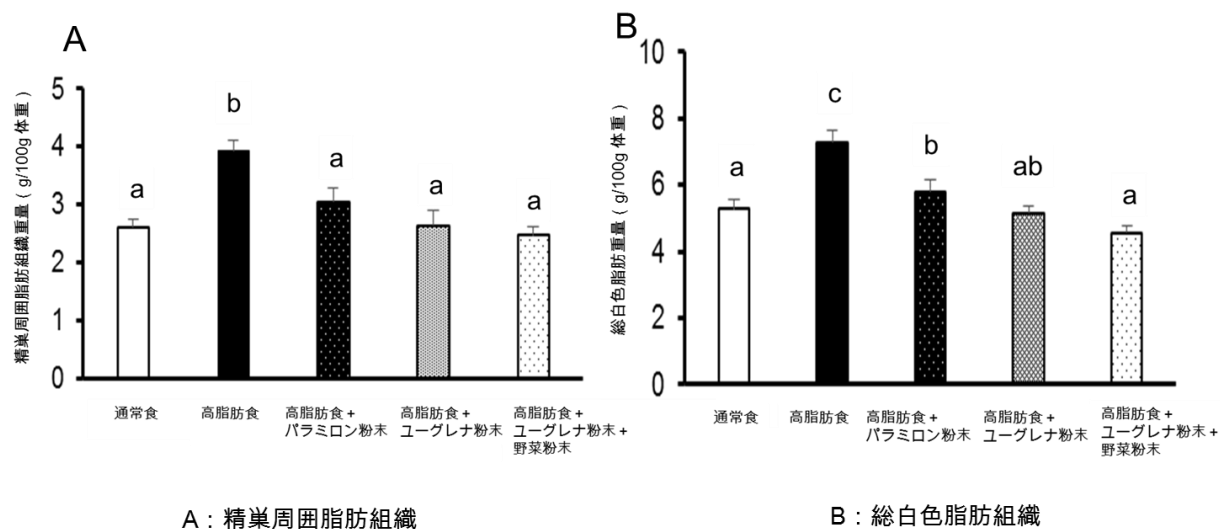 A
精巣周囲脂肪組織重量（g/100g 体重）
5
4
3
2
1
0
a
b
a
a
a
通常食
高脂肪食
高脂肪食+
パラミロン粉末
高脂肪食+
ユーグレナ粉末
高脂肪食+
ユーグレナ粉末+
野菜粉末
A：精巣周囲脂肪組織
B
総白色脂肪重量（g/100g 体重）
10
8
6
4
2
0
a
c
b
ab
a
通常食
高脂肪食
高脂肪食+
パラミロン粉末
高脂肪食+
ユーグレナ粉末
高脂肪食+
ユーグレナ粉末+
野菜粉末
B：総白色脂肪組織